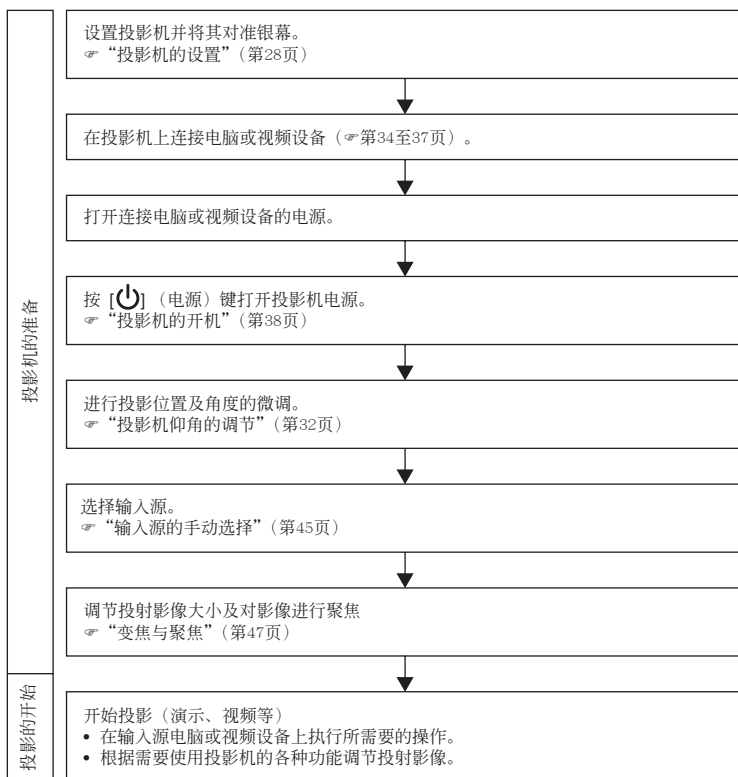 设置投影机并将其对准银幕。
☞ “投影机的设置”（第28页）
在投影机上连接电脑或视频设备（☞第34至37页）。
打开连接电脑或视频设备的电源。
按 [⏻] （电源）键打开投影机电源。
☞ “投影机的开机”（第38页）
投影机的准备
进行投影位置及角度的微调。
☞ “投影机仰角的调节”（第32页）
选择输入源。
☞ “输入源的手动选择”（第45页）
调节投射影像大小及对影像进行聚焦
☞ “变焦与聚焦”（第47页）
投影的开始
开始投影（演示、视频等）
• 在输入源电脑或视频设备上执行所需要的操作。
• 根据需要使用投影机的各种功能调节投射影像。